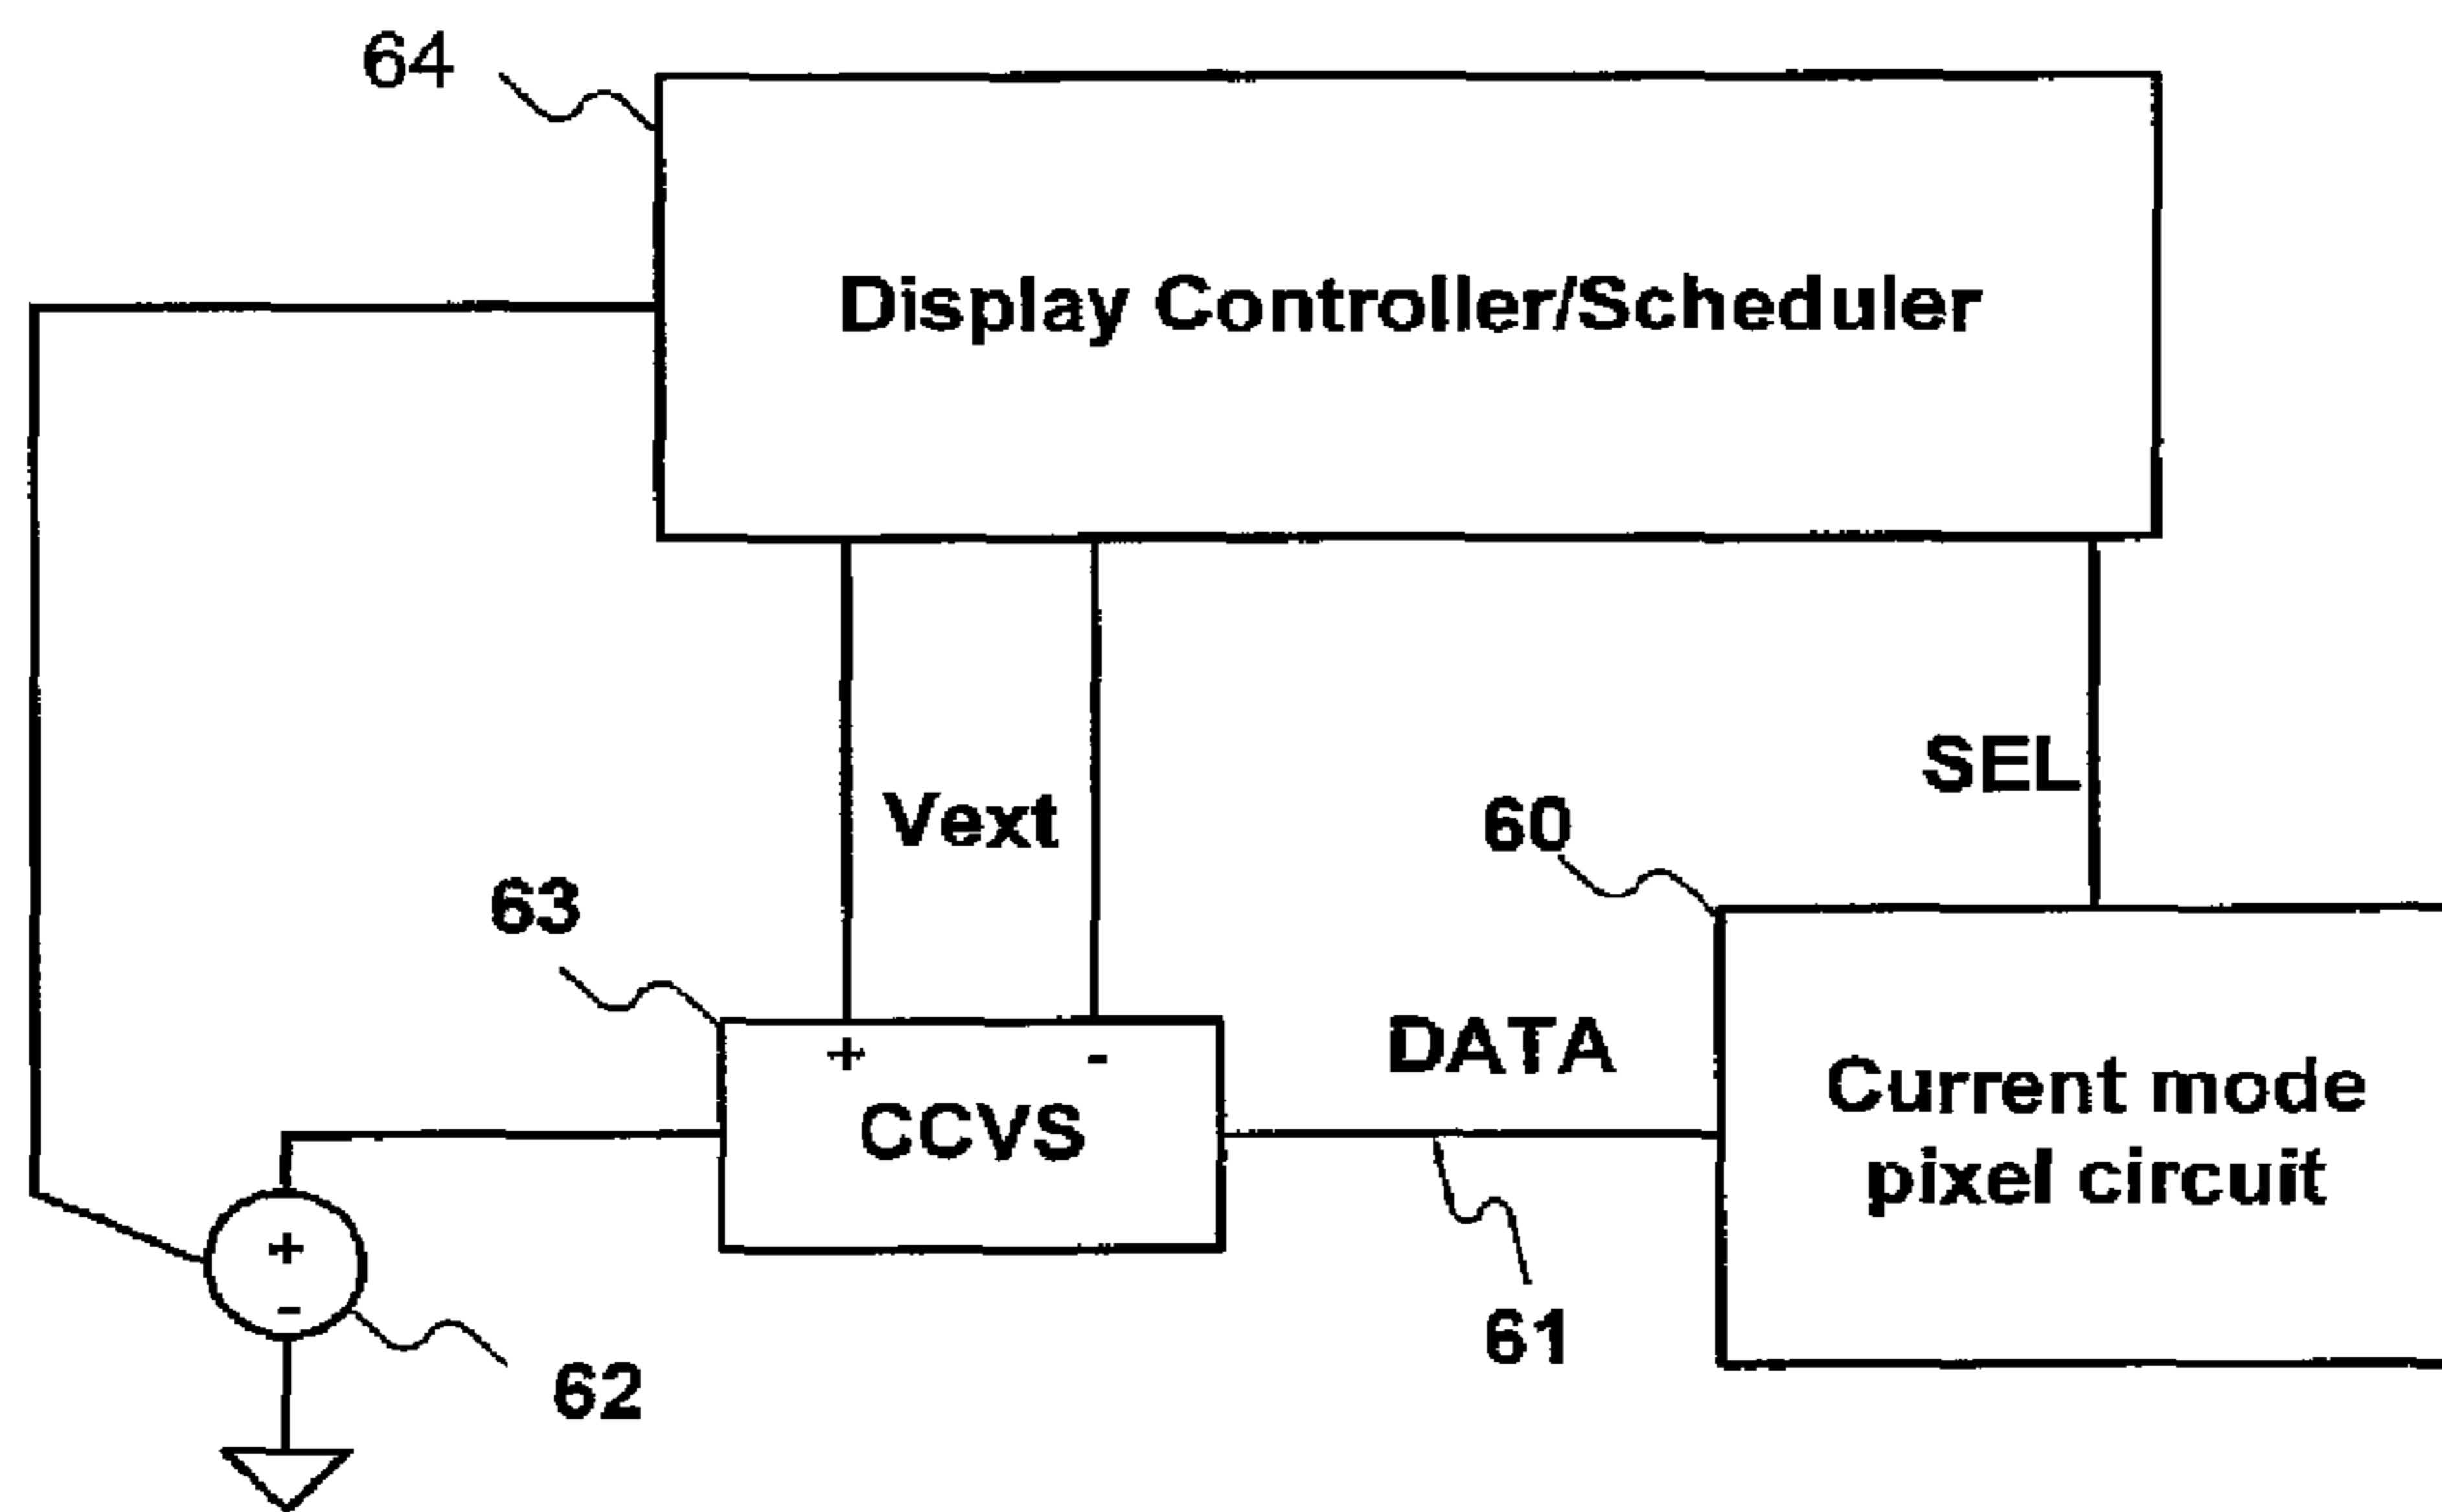 64
Display Controller/Scheduler
SEL
Vext
60
63
DATA
+ -
CCVS
Current mode
pixel circuit
+
-
61
62